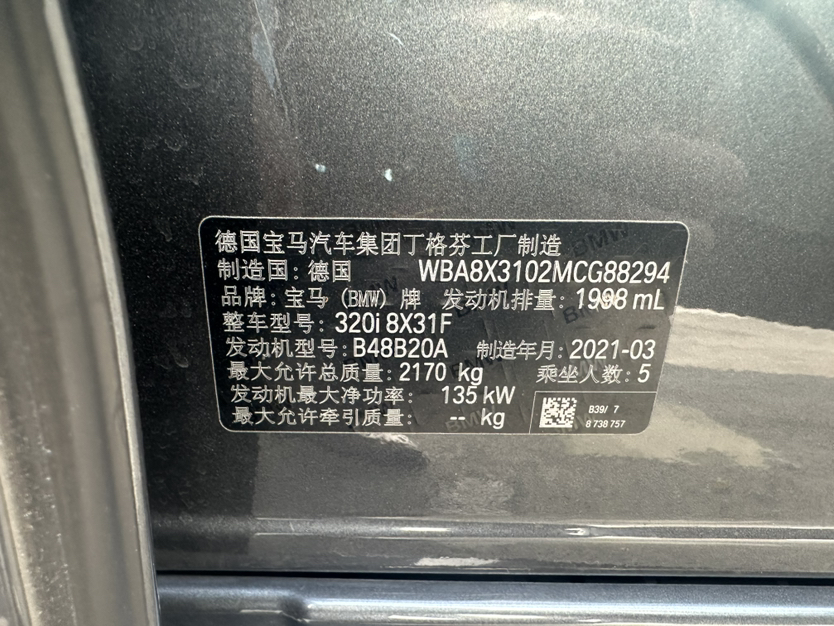 德国宝马汽车集团丁格芬工厂制造
制造国：德国 WBA8X3102MCG88294
品牌：宝马（BMW）牌 发动机排量：1998 mL
整车型号：320i 8X31F
发动机型号：B48B20A 制造年月：2021-03
最大允许总质量：2170 kg 乘坐人数：5
发动机最大净功率： 135 kW
最大允许牵引质量： -- kg
B39/ 7
8 738 757